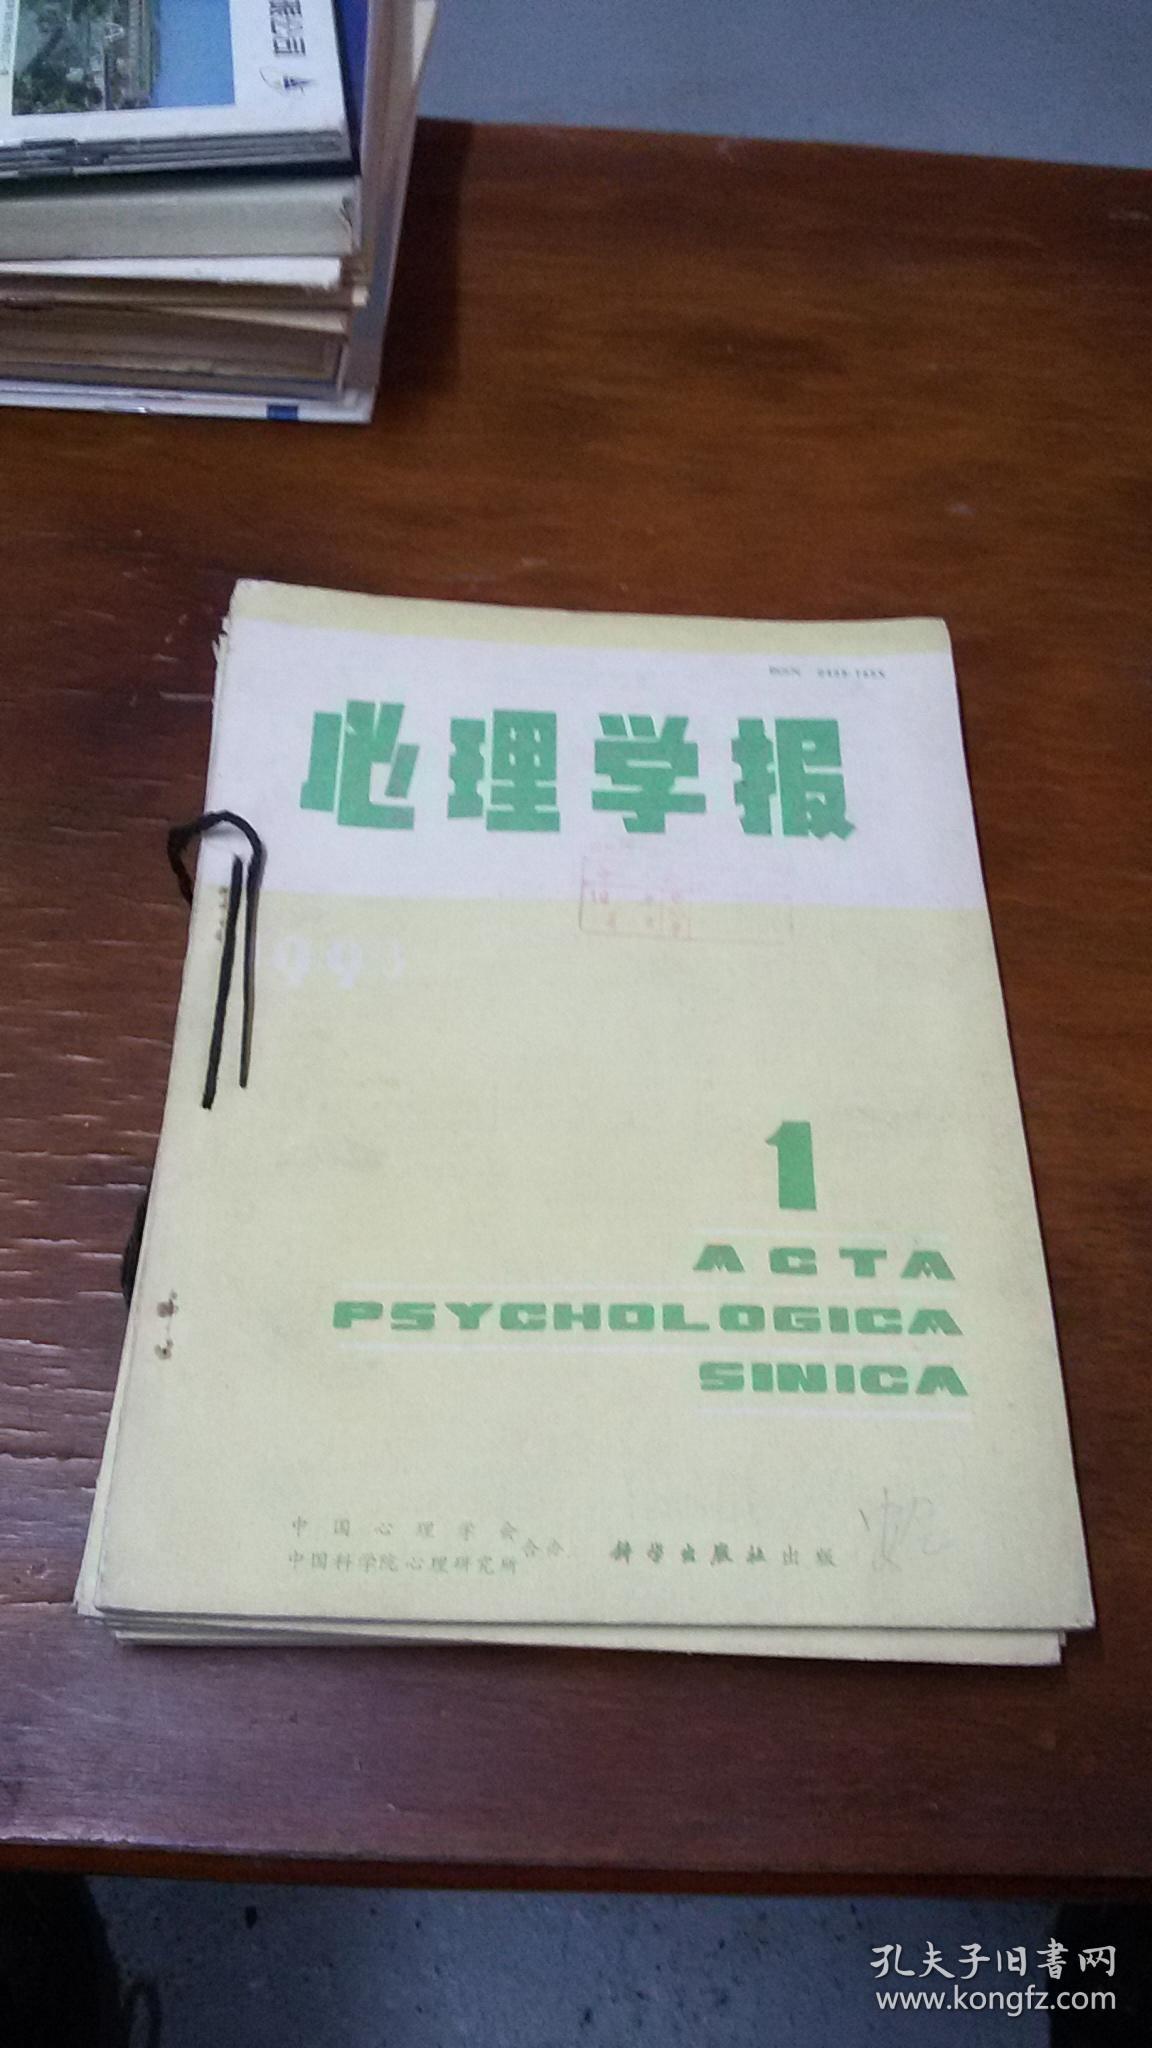 心理学报
1
ACTA
PSYCHOLOGICA
SINICA
中国心理学会
中国科学院心理研究所
科学出版社出版
孔夫子旧书网
www.kongfz.com